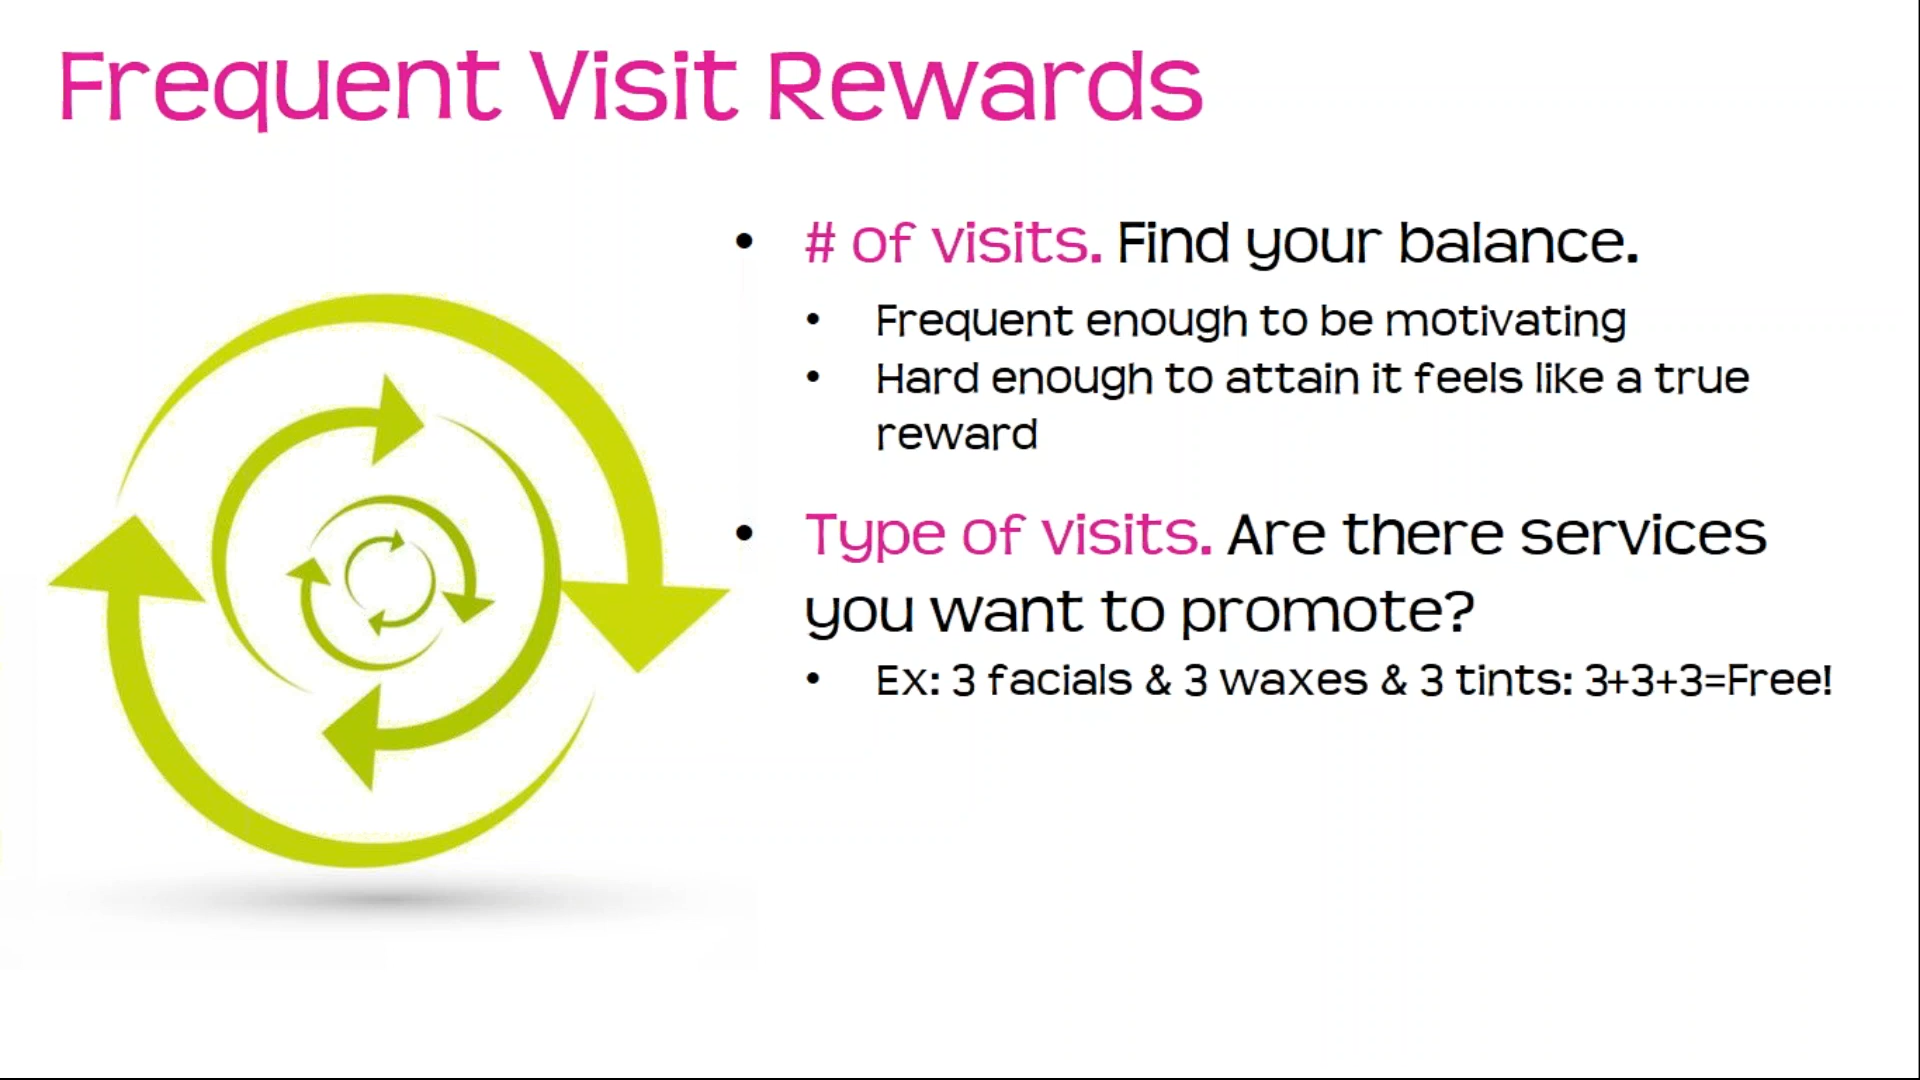 Frequent Visit Rewards
• # of visits. Find your balance.
• Frequent enough to be motivating
• Hard enough to attain it feels like a true
reward
• Type of visits. Are there services
you want to promote?
• Ex: 3 facials & 3 waxes & 3 tints: 3+3+3=Free!